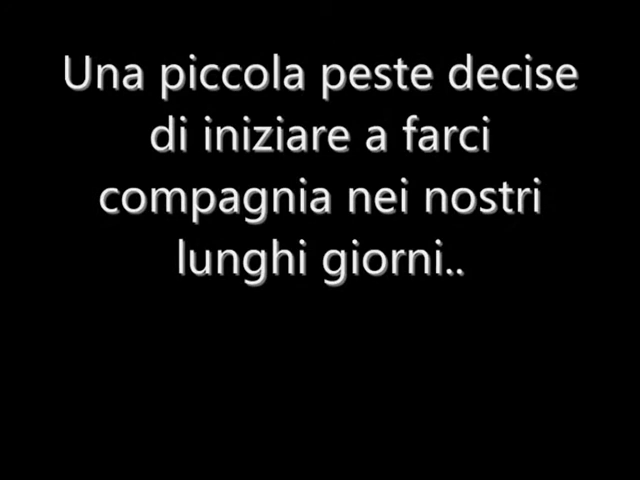 Una piccola peste decise
di iniziare a farci
compagnia nei nostri
lunghi giorni..